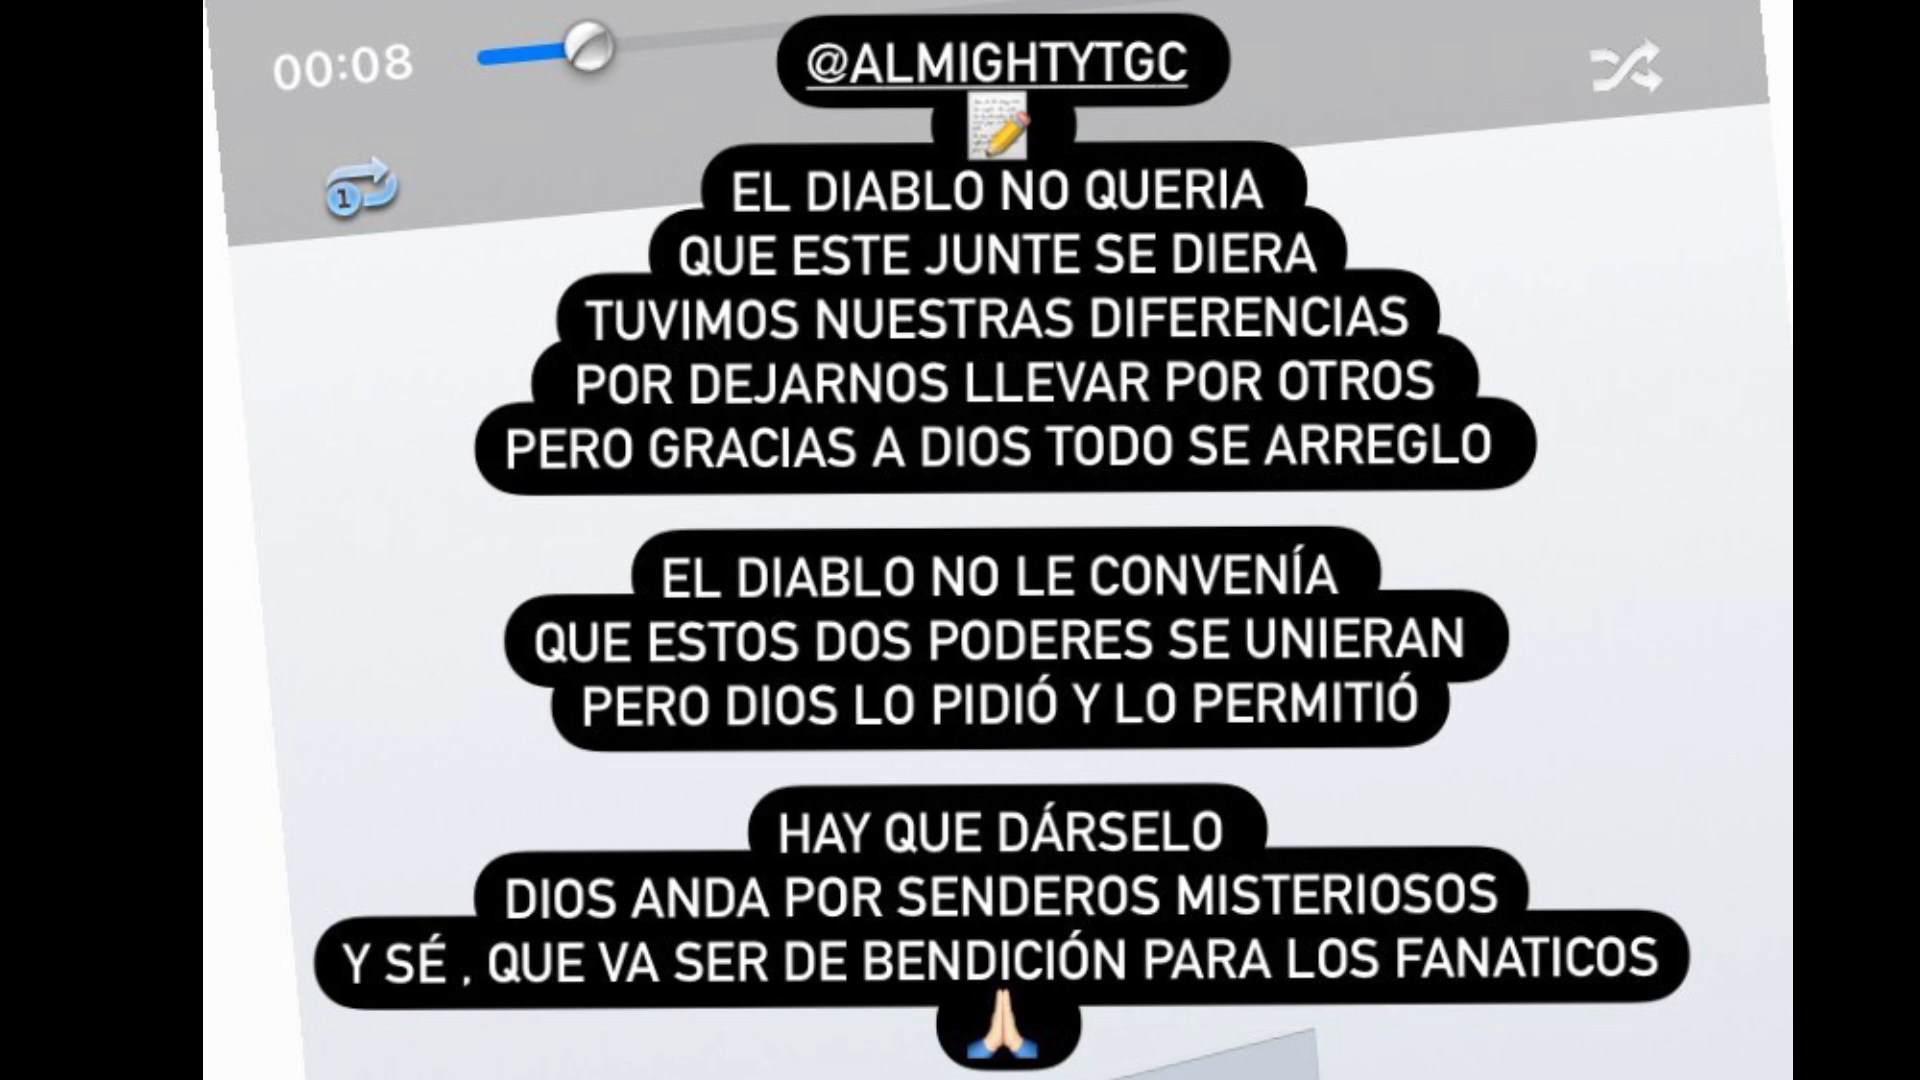 00:08
@ALMIGHTYTGC
EL DIABLO NO QUERIA
QUE ESTE JUNTE SE DIERA
TUVIMOS NUESTRAS DIFERENCIAS
POR DEJARNOS LLEVAR POR OTROS
PERO GRACIAS A DIOS TODO SE ARREGLO
EL DIABLO NO LE CONVENÍA
QUE ESTOS DOS PODERES SE UNIERAN
PERO DIOS LO PIDIÓ Y LO PERMITIÓ
HAY QUE DÁRSELO
DIOS ANDA POR SENDEROS MISTERIOSOS
Y SÉ , QUE VA SER DE BENDICIÓN PARA LOS FANATICOS
1